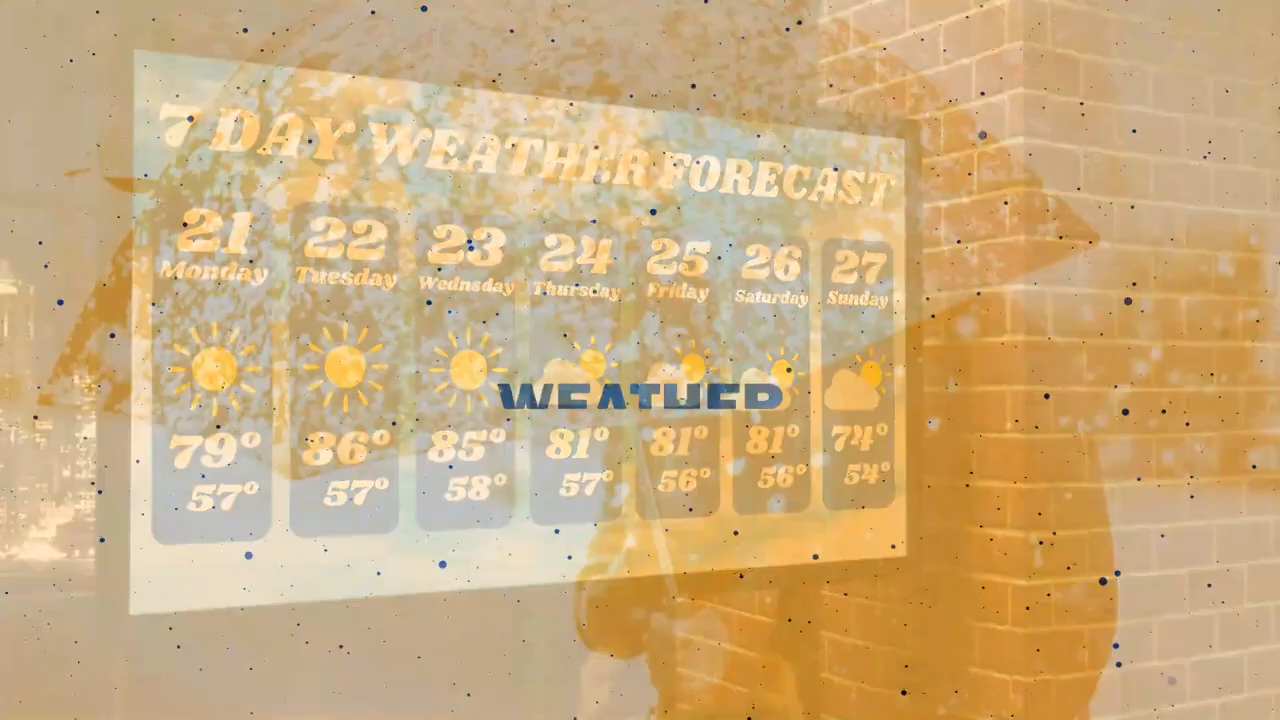 7 DAY WEATHER FORECAST
21 22 23 24 25 26 27
Monday Tuesday Wednsday Thursday Friday Saturday Sunday
WEATHER
79° 86° 85° 81° 81° 81° 74°
57° 57° 58° 57° 56° 56° 54°